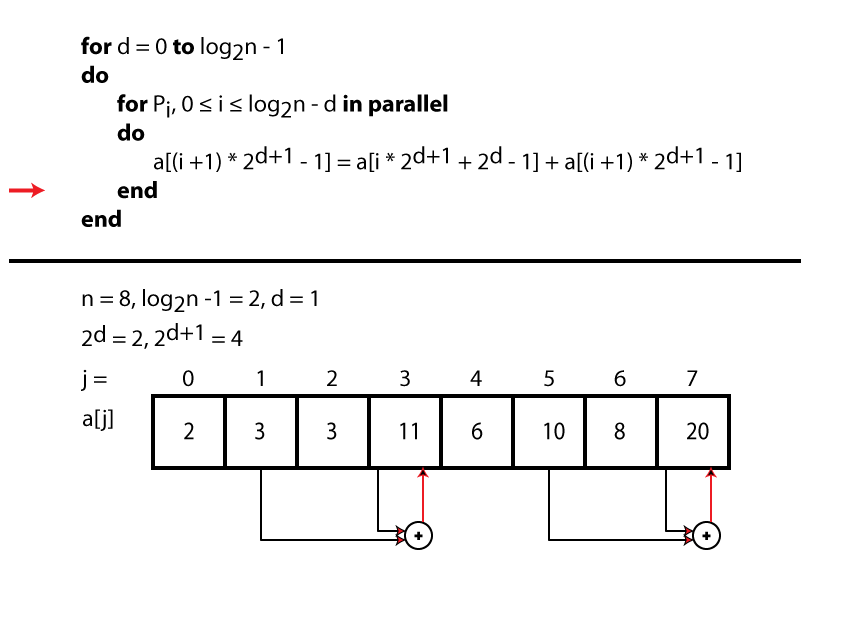 for d = 0 to log₂n - 1
do
for Pᵢ, 0 ≤ i ≤ log₂n - d in parallel
do
a[(i +1) * 2ᵈ⁺¹ - 1] = a[i * 2ᵈ⁺¹ + 2ᵈ - 1] + a[(i +1) * 2ᵈ⁺¹ - 1]
end
end
n = 8, log₂n -1 = 2, d = 1
2ᵈ = 2, 2ᵈ⁺¹ = 4
j = 0 1 2 3 4 5 6 7
a[j] 2 3 3 11 6 10 8 20
+ +